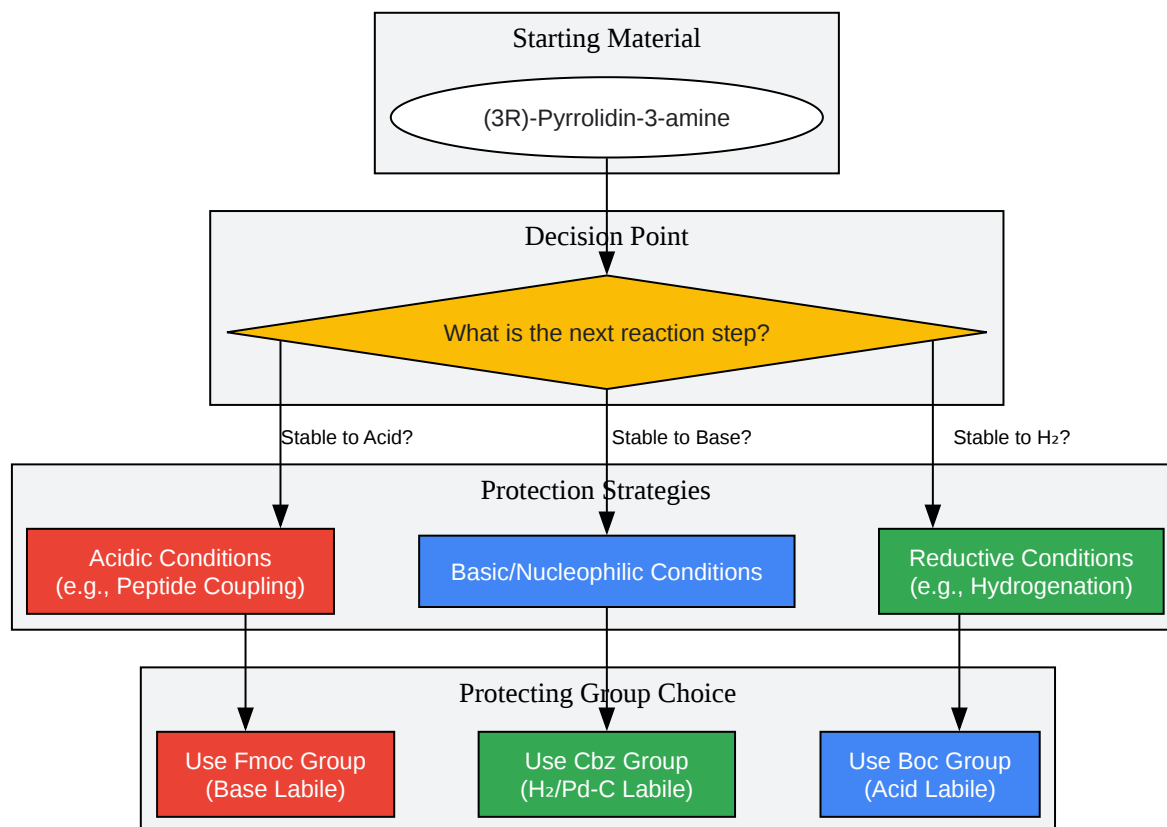 Starting Material
(3R)-Pyrrolidin-3-amine
Decision Point
What is the next reaction step?
Stable to Acid?
Stable to Base?
Stable to H₂?
Protection Strategies
Acidic Conditions
(e.g., Peptide Coupling)
Basic/Nucleophilic Conditions
Reductive Conditions
(e.g., Hydrogenation)
Protecting Group Choice
Use Fmoc Group
(Base Labile)
Use Cbz Group
(H₂/Pd-C Labile)
Use Boc Group
(Acid Labile)